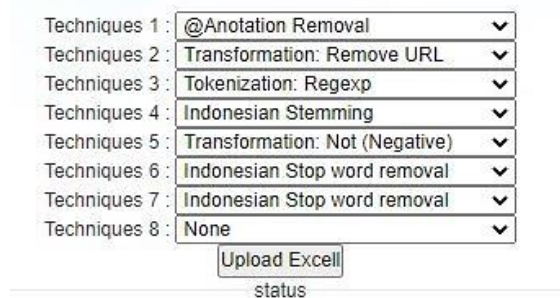 Techniques 1 : @Anotation Removal
Techniques 2 : Transformation: Remove URL
Techniques 3 : Tokenization: Regexp
Techniques 4 : Indonesian Stemming
Techniques 5 : Transformation: Not (Negative)
Techniques 6 : Indonesian Stop word removal
Techniques 7 : Indonesian Stop word removal
Techniques 8 : None
Upload Excell
status